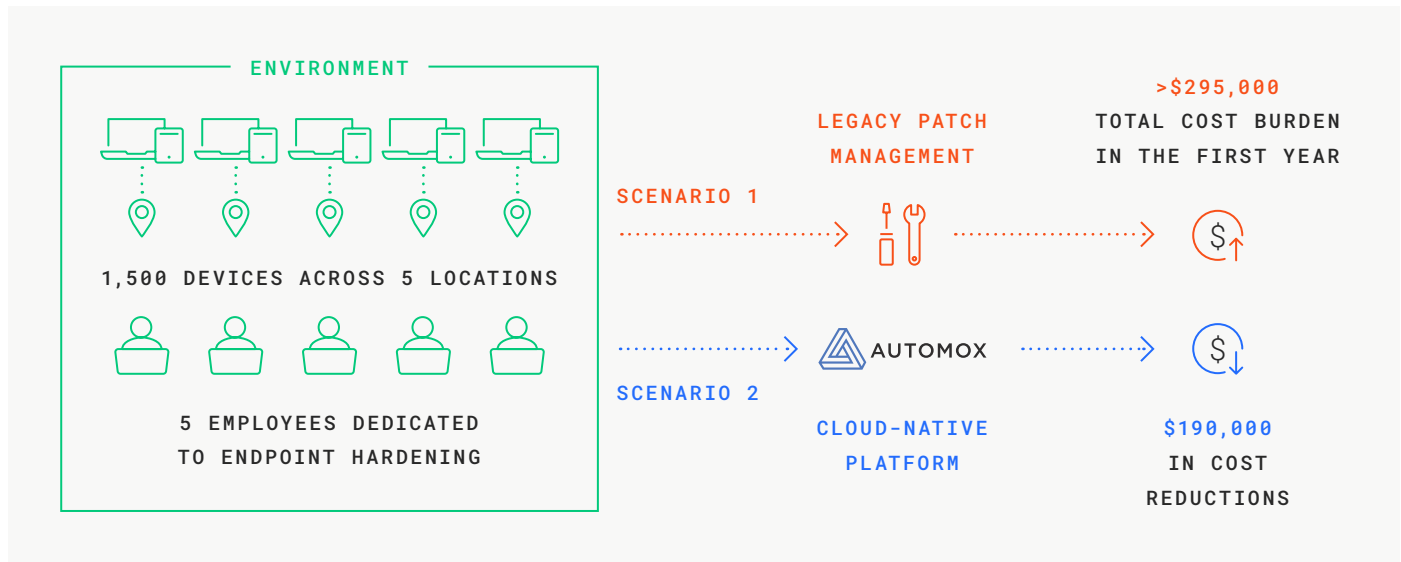 ENVIRONMENT
1,500 DEVICES ACROSS 5 LOCATIONS
5 EMPLOYEES DEDICATED
TO ENDPOINT HARDENING
SCENARIO 1
LEGACY PATCH
MANAGEMENT
>$295,000
TOTAL COST BURDEN
IN THE FIRST YEAR
$
SCENARIO 2
AUTOMOX
CLOUD-NATIVE
PLATFORM
$
$190,000
IN COST
REDUCTIONS